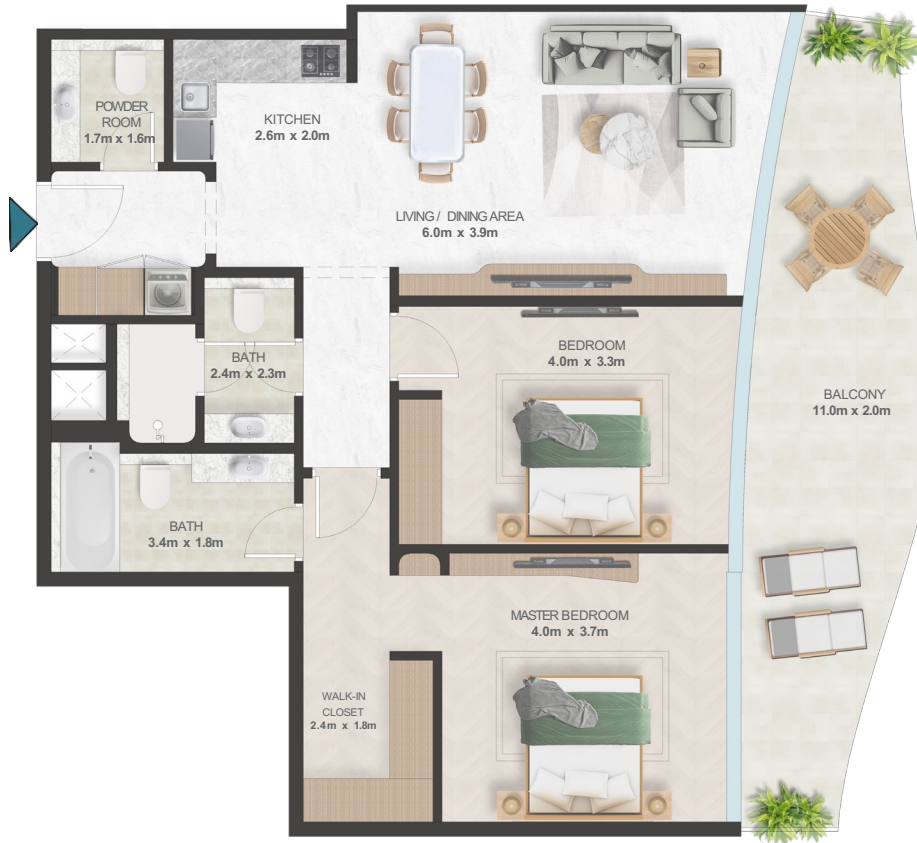 POWDER
ROOM
1.7m x 1.6m
KITCHEN
2.6m x 2.0m
LIVING / DINING AREA
6.0m x 3.9m
BATH
2.4m x 2.3m
BEDROOM
4.0m x 3.3m
BALCONY
11.0m x 2.0m
BATH
3.4m x 1.8m
MASTER BEDROOM
4.0m x 3.7m
WALK-IN
CLOSET
2.4m x 1.8m